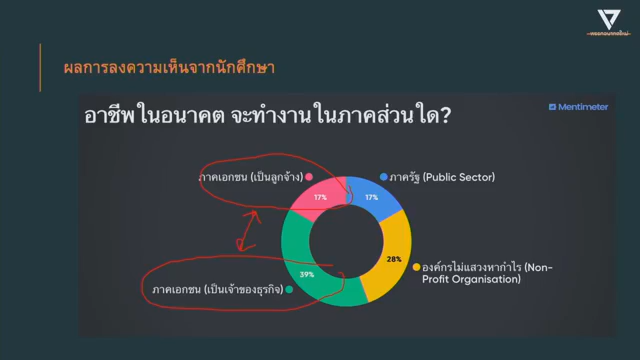 ผลการลงความเห็นจากนักศึกษา
อาชีพในอนาคต จะทำงานในภาคส่วนใด?
Mentimeter
ภาคเอกชน (เป็นลูกจ้าง)
ภาครัฐ (Public Sector)
17%
17%
28%
39%
องค์กรไม่แสวงหากำไร (Non-
Profit Organisation)
ภาคเอกชน (เป็นเจ้าของธุรกิจ)